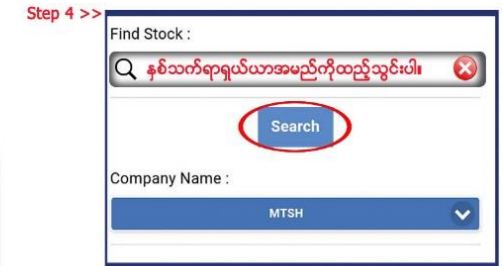 Step 4 >>
Find Stock :
နှစ်သက်ရာရှယ်ယာအမည်ကိုထည့်သွင်းပါ။
Search
Company Name :
MTSH